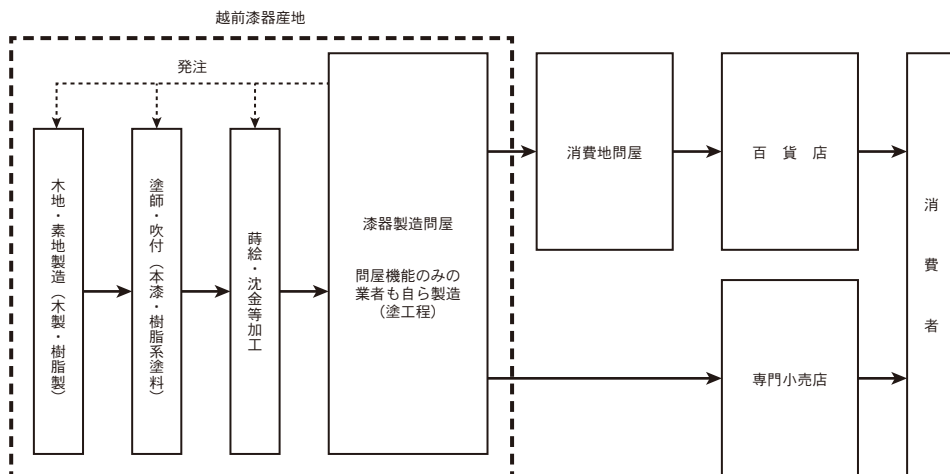 越前漆器産地
発注
木地・素地製造（木製・樹脂製）
塗師・吹付（本漆・樹脂系塗料）
蒔絵・沈金等加工
漆器製造問屋
問屋機能のみの
業者も自ら製造
（塗工程）
消費地問屋
百　貨　店
専門小売店
消費者